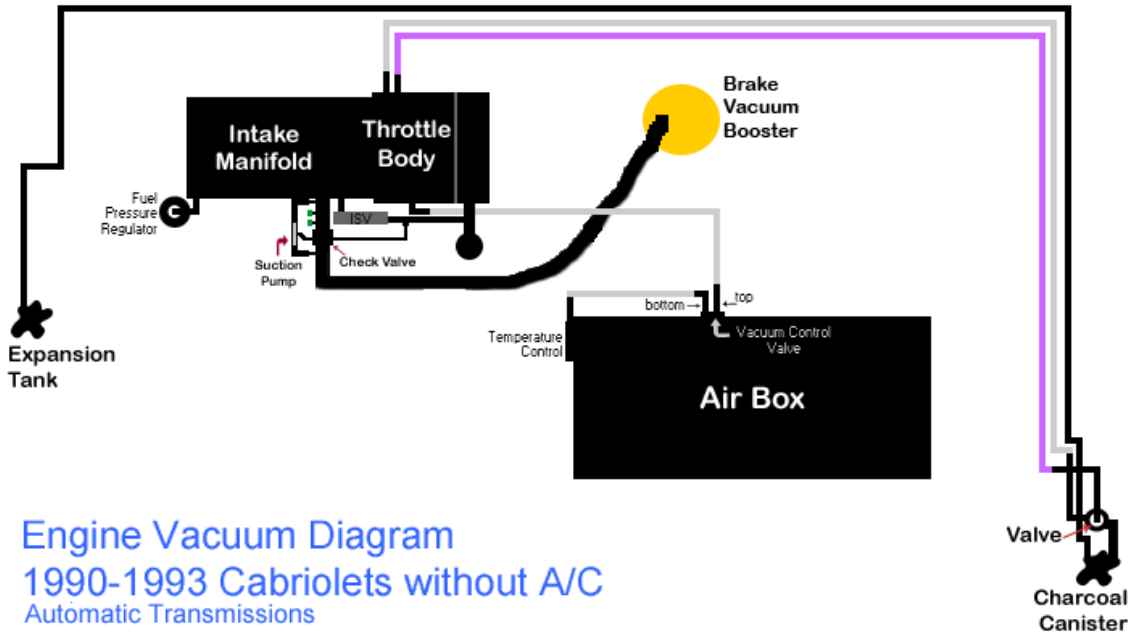 Brake
Vacuum
Booster
Intake
Manifold
Throttle
Body
Fuel
Pressure
Regulator
ISV
Suction
Pump
Check Valve
bottom
top
Temperature
Control
Vacuum Control
Valve
Expansion
Tank
Air Box
Engine Vacuum Diagram
1990-1993 Cabriolets without A/C
Automatic Transmissions
Valve
Charcoal
Canister